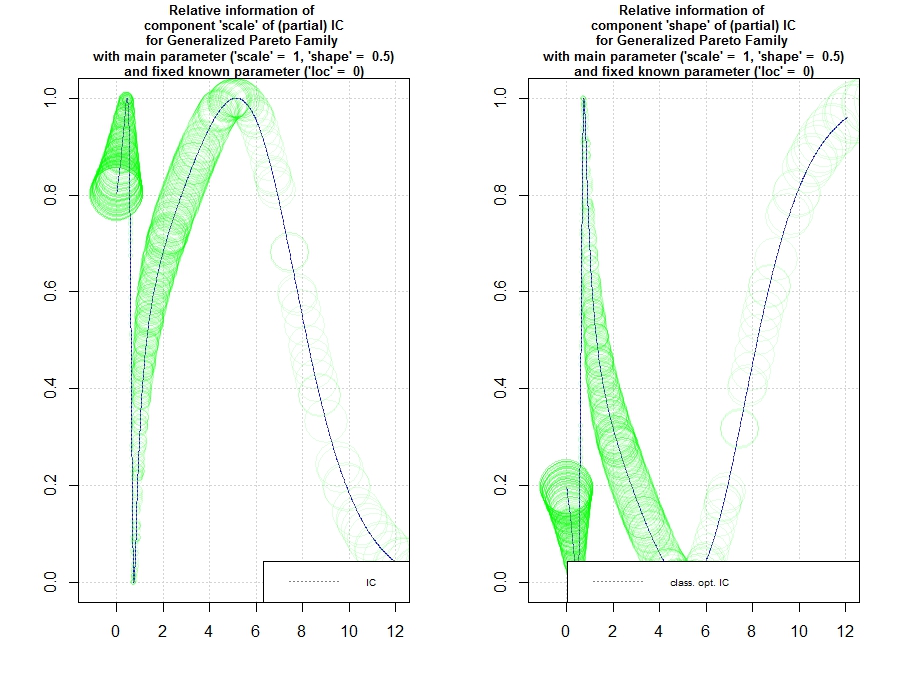 Relative information of
component 'scale' of (partial) IC
for Generalized Pareto Family
with main parameter ('scale' = 1, 'shape' = 0.5)
and fixed known parameter ('loc' = 0)
1.0
0.8
0.6
0.4
0.2
0.0
IC
0 2 4 6 8 10 12
Relative information of
component 'shape' of (partial) IC
for Generalized Pareto Family
with main parameter ('scale' = 1, 'shape' = 0.5)
and fixed known parameter ('loc' = 0)
1.0
0.8
0.6
0.4
0.2
0.0
class. opt. IC
0 2 4 6 8 10 12